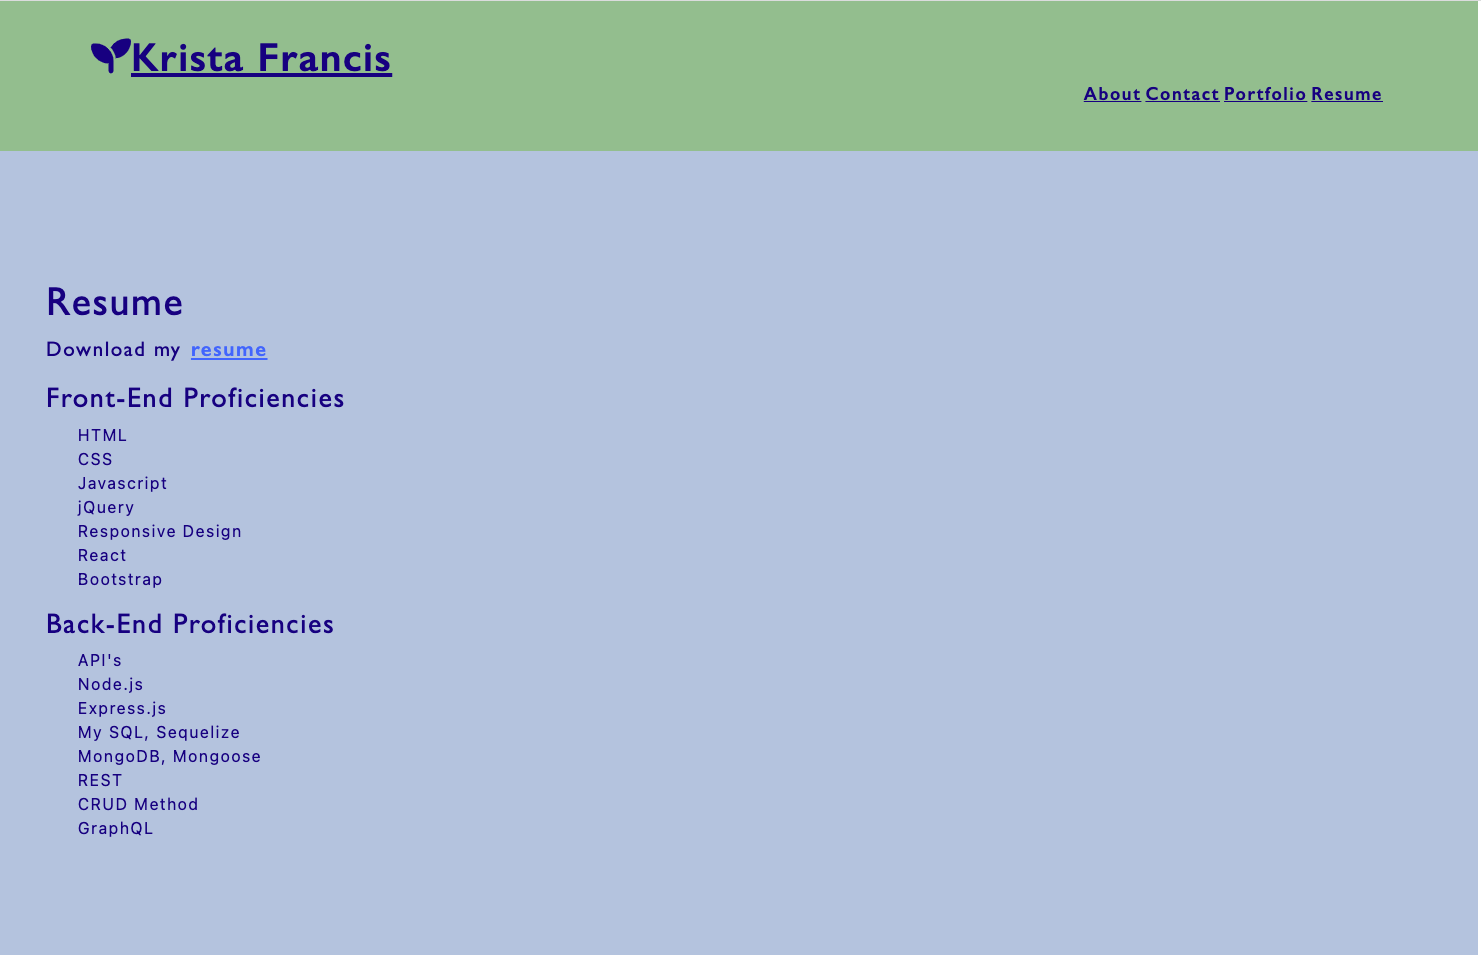 Krista Francis
About Contact Portfolio Resume
Resume
Download my resume
Front-End Proficiencies
HTML
CSS
Javascript
jQuery
Responsive Design
React
Bootstrap
Back-End Proficiencies
API's
Node.js
Express.js
My SQL, Sequelize
MongoDB, Mongoose
REST
CRUD Method
GraphQL